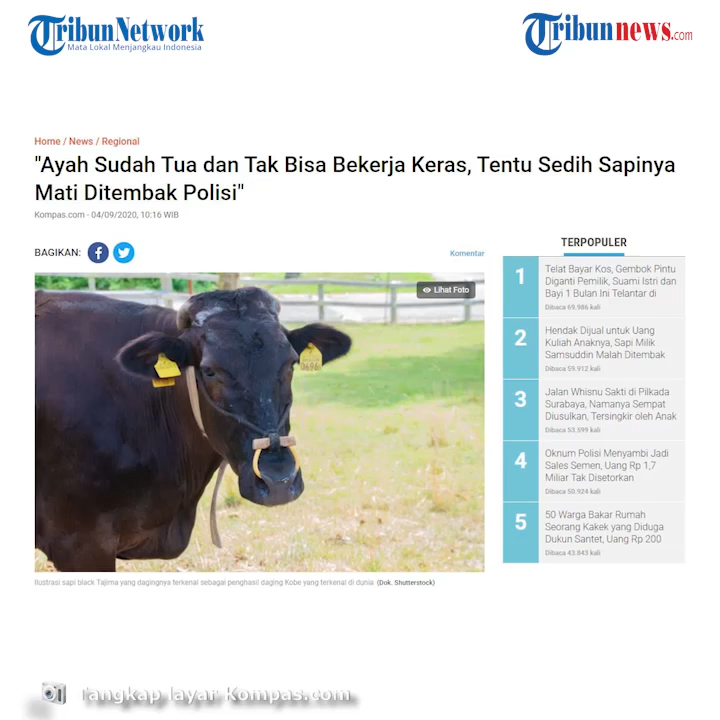 TribunNetwork
Mata Lokal Menjangkau Indonesia
Tribunnews.com
Home / News / Regional
"Ayah Sudah Tua dan Tak Bisa Bekerja Keras, Tentu Sedih Sapinya
Mati Ditembak Polisi"
Kompas.com - 04/09/2020, 10:16 WIB
BAGIKAN:
Komentar
Lihat Foto
0696
Ilustrasi sapi black Tajima yang dagingnya terkenal sebagai penghasil daging Kobe yang terkenal di dunia (Dok. Shutterstock)
TERPOPULER
1
Telat Bayar Kos, Gembok Pintu
Diganti Pemilik, Suami Istri dan
Bayi 1 Bulan Ini Telantar di
Dibaca 69.986 kali
2
Hendak Dijual untuk Uang
Kuliah Anaknya, Sapi Milik
Samsuddin Malah Ditembak
Dibaca 59.912 kali
3
Jalan Whisnu Sakti di Pilkada
Surabaya, Namanya Sempat
Diusulkan, Tersingkir oleh Anak
Dibaca 53.599 kali
4
Oknum Polisi Menyambi Jadi
Sales Semen, Uang Rp 1,7
Miliar Tak Disetorkan
Dibaca 50.924 kali
5
50 Warga Bakar Rumah
Seorang Kakek yang Diduga
Dukun Santet, Uang Rp 200
Dibaca 43.843 kali
Tangkap layar Kompas.com